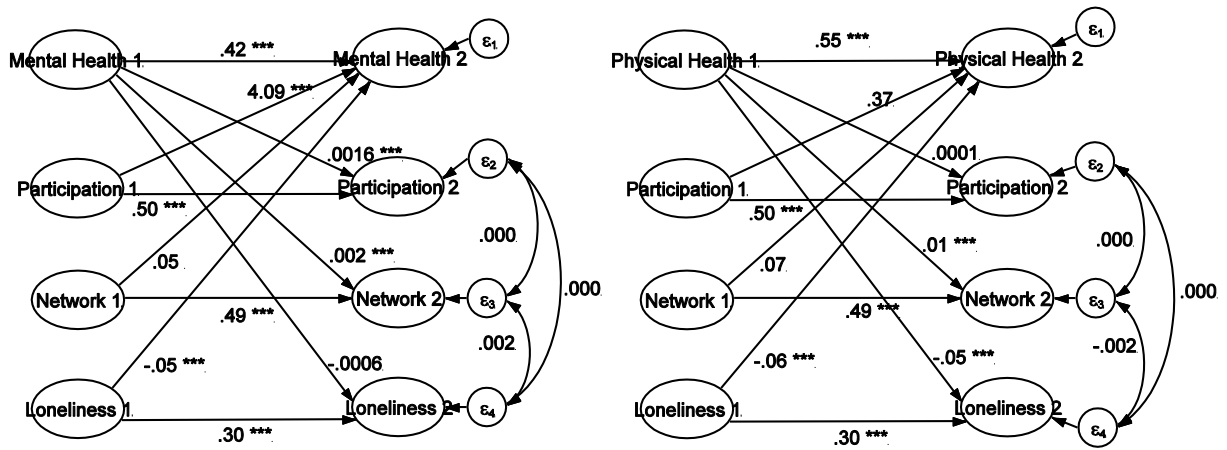 Mental Health 1
.42 ***
Mental Health 2
ε1
4.09 ***
Participation 1
.0016 ***
Participation 2
ε2
.50 ***
.000
.05
.002 ***
Network 1
Network 2
ε3
.000
.49 ***
.002
-.05 ***
-.0006
Loneliness 1
Loneliness 2
ε4
.30 ***
Physical Health 1
.55 ***
Physical Health 2
ε1
.37
Participation 1
.0001
Participation 2
ε2
.50 ***
.000
.07
.01 ***
Network 1
Network 2
ε3
.000
.49 ***
-.002
-.06 ***
-.05 ***
Loneliness 1
Loneliness 2
ε4
.30 ***